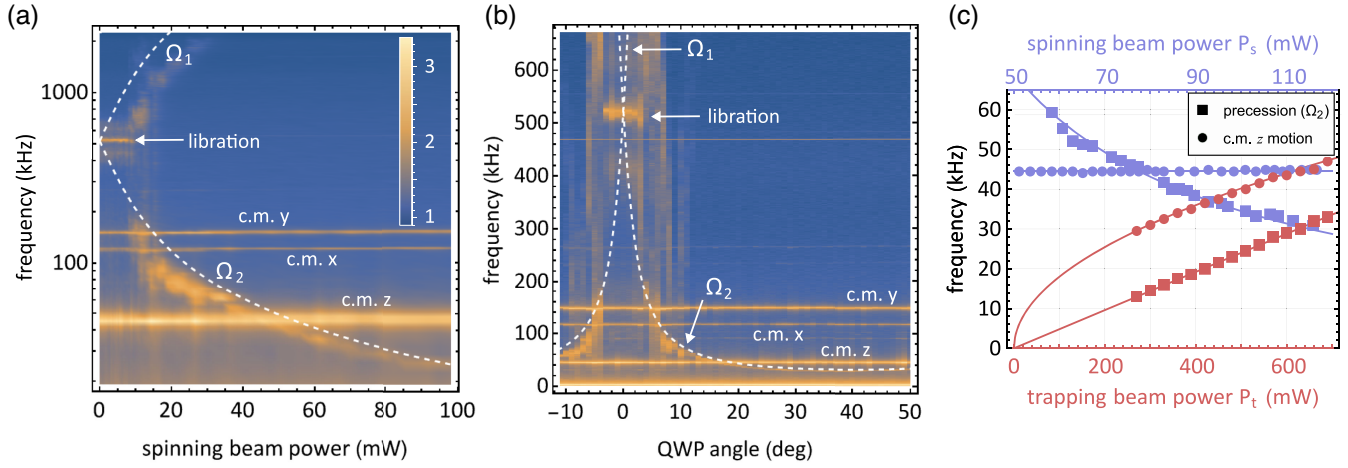 (a)
frequency (kHz)
1000
100
Ω1
libration
c.m. y
c.m. x
Ω2
c.m. z
3
2
1
0 20 40 60 80 100
spinning beam power (mW)
(b)
frequency (kHz)
600
500
400
300
200
100
0
Ω1
libration
Ω2
c.m. y
c.m. x
c.m. z
-10 0 10 20 30 40 50
QWP angle (deg)
(c)
spinning beam power Ps (mW)
50 70 90 110
frequency (kHz)
60
50
40
30
20
10
0
precession (Ω2)
c.m. z motion
0 200 400 600
trapping beam power Pt (mW)